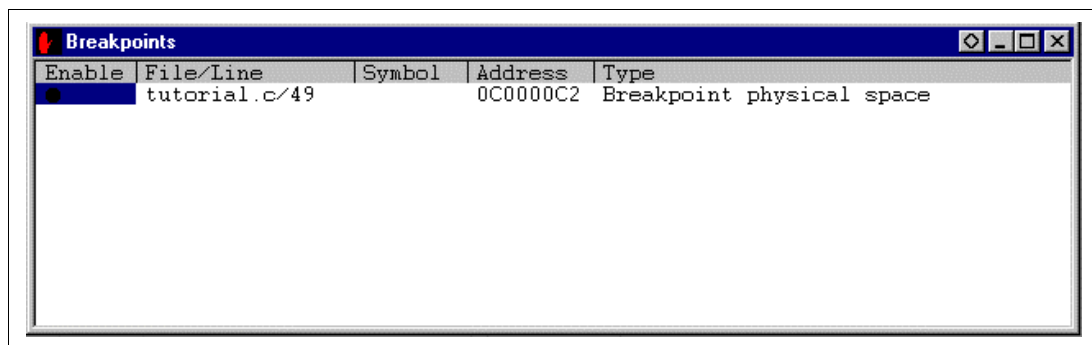 Breakpoints
Enable File/Line Symbol Address Type
tutorial.c/49 0C0000C2 Breakpoint physical space